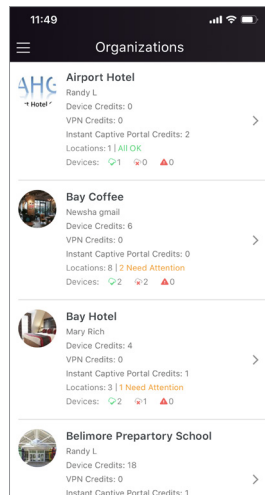 11:49
Organizations
AHC
Hotel
Airport Hotel
Randy L
Device Credits: 0
VPN Credits: 0
Instant Captive Portal Credits: 2
Locations: 1 | All OK
Devices: 1 0 0
Bay Coffee
Newsha gmail
Device Credits: 6
VPN Credits: 0
Instant Captive Portal Credits: 0
Locations: 8 | 2 Need Attention
Devices: 2 2 0
Bay Hotel
Mary Rich
Device Credits: 4
VPN Credits: 0
Instant Captive Portal Credits: 1
Locations: 3 | 1 Need Attention
Devices: 2 1 0
Belimore Prepartory School
Randy L
Device Credits: 18
VPN Credits: 0
Instant Captive Portal Credits: 1